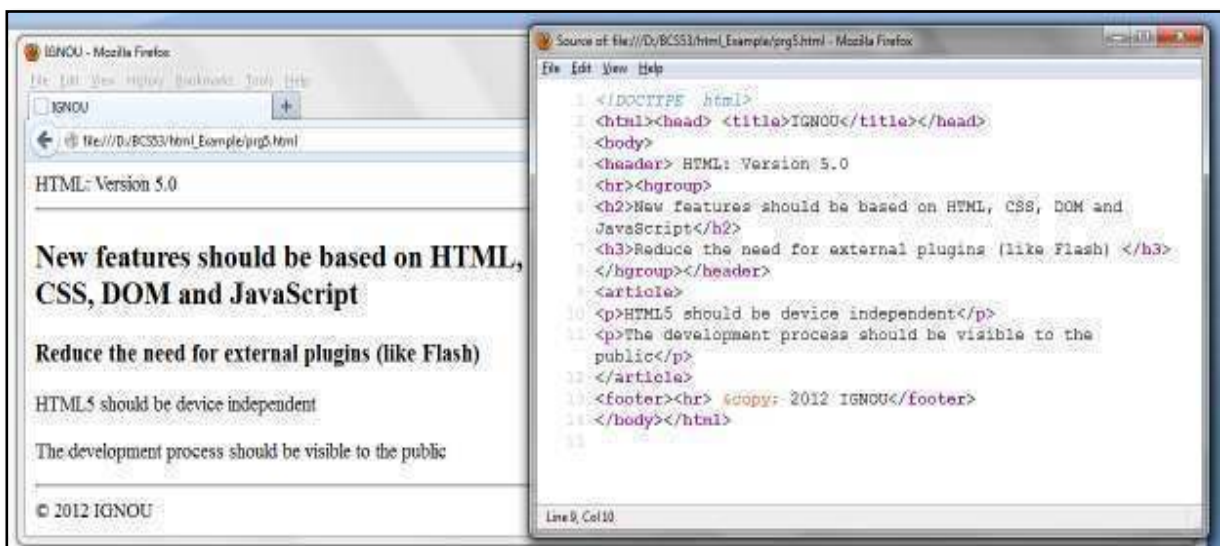 IGNOU - Mozilla Firefox
File Edit View History Bookmarks Tools Help
IGNOU
+
file:///D:/BCS53/html_Example/prg5.html
HTML: Version 5.0
New features should be based on HTML,
CSS, DOM and JavaScript
Reduce the need for external plugins (like Flash)
HTML5 should be device independent
The development process should be visible to the public
© 2012 IGNOU
Source of: file:///D:/BCS53/html_Example/prg5.html - Mozilla Firefox
File Edit View Help
1 <!DOCTYPE html>
2 <html><head> <title>IGNOU</title></head>
3 <body>
4 <header> HTML: Version 5.0
5 <hr><hgroup>
6 <h2>New features should be based on HTML, CSS, DOM and
JavaScript</h2>
7 <h3>Reduce the need for external plugins (like Flash) </h3>
8 </hgroup></header>
9 <article>
10 <p>HTML5 should be device independent</p>
11 <p>The development process should be visible to the
public</p>
12 </article>
13 <footer><hr> &copy; 2012 IGNOU</footer>
14 </body></html>
15
Line 9, Col 10